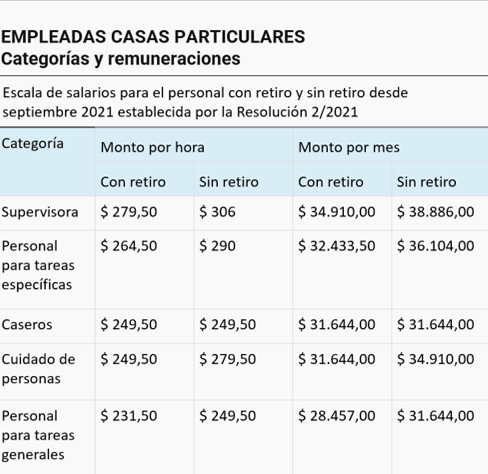 EMPLEADAS CASAS PARTICULARES
Categorías y remuneraciones
Escala de salarios para el personal con retiro y sin retiro desde
septiembre 2021 establecida por la Resolución 2/2021
Categoría Monto por hora Monto por mes
Con retiro Sin retiro Con retiro Sin retiro
Supervisora $ 279,50 $ 306 $ 34.910,00 $ 38.886,00
Personal $ 264,50 $ 290 $ 32.433,50 $ 36.104,00
para tareas
específicas
Caseros $ 249,50 $ 249,50 $ 31.644,00 $ 31.644,00
Cuidado de $ 249,50 $ 279,50 $ 31.644,00 $ 34.910,00
personas
Personal $ 231,50 $ 249,50 $ 28.457,00 $ 31.644,00
para tareas
generales